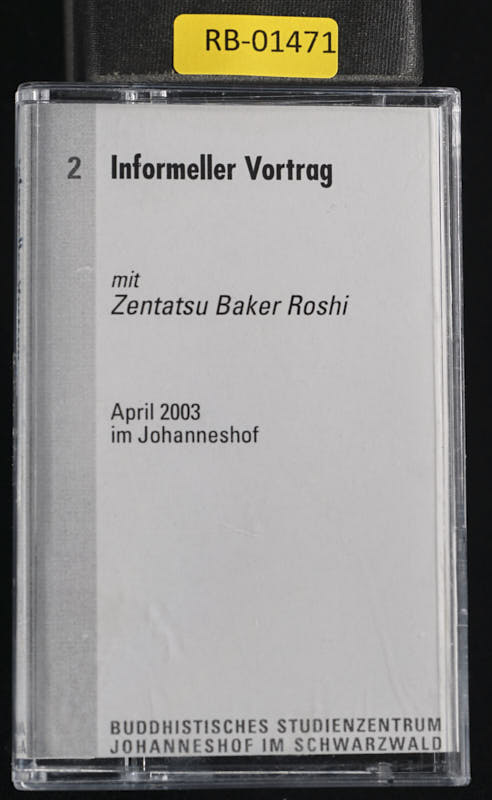 RB-01471
2 Informeller Vortrag
mit
Zentatsu Baker Roshi
April 2003
im Johanneshof
BUDDHISTISCHES STUDIENZENTRUM
JOHANNESHOF IM SCHWARZWALD